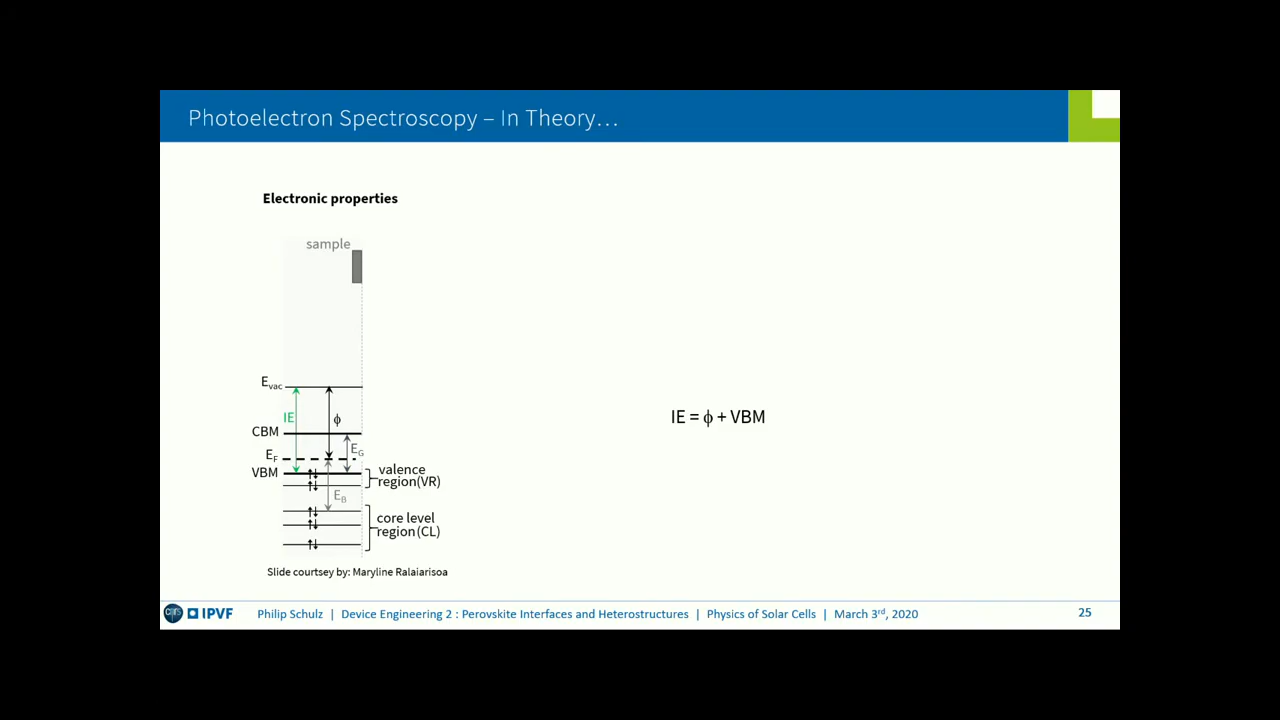 Photoelectron Spectroscopy – In Theory…
Electronic properties
sample
Evac
IE
ϕ
CBM
EG
EF
VBM
valence
region(VR)
EB
core level
region(CL)
IE = ϕ + VBM
Slide courtsey by: Maryline Ralaiarisoa
cnrs IPVF Philip Schulz | Device Engineering 2 : Perovskite Interfaces and Heterostructures | Physics of Solar Cells | March 3rd, 2020 25